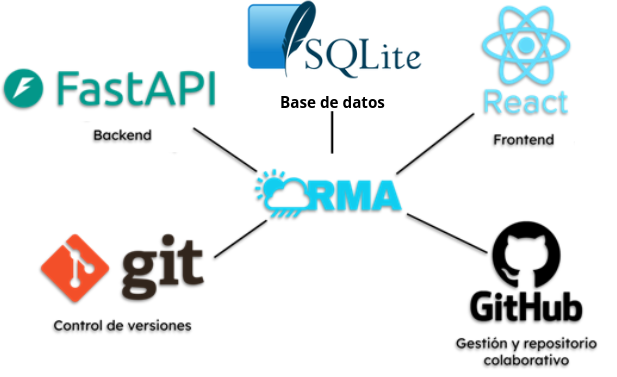 SQLite
Base de datos
FastAPI
Backend
React
Frontend
RMA
git
Control de versiones
GitHub
Gestión y repositorio
colaborativo